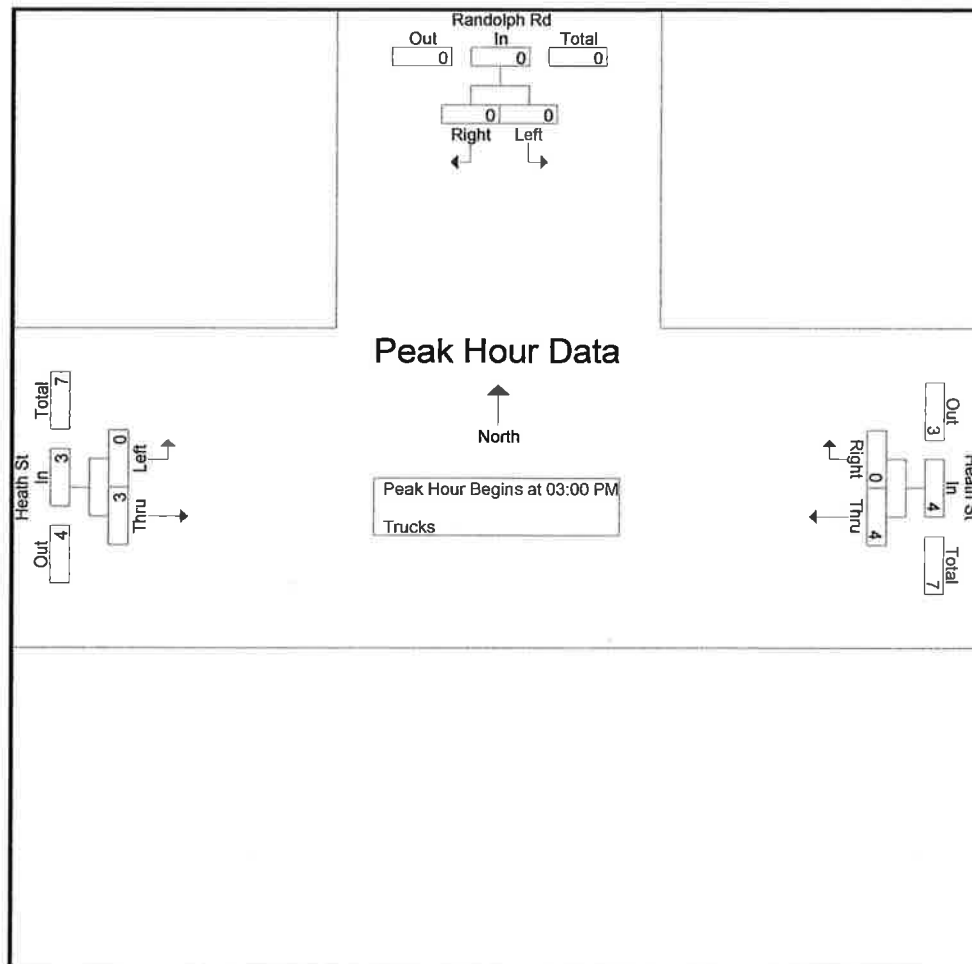 Randolph Rd
Out In Total
0 0 0
0 0
Right Left
Peak Hour Data
North
Peak Hour Begins at 03:00 PM
Trucks
Heath St
Total In Out
7 3 4
0 3
Left Thru
Heath St
Out In Total
3 4 7
0 4
Right Thru